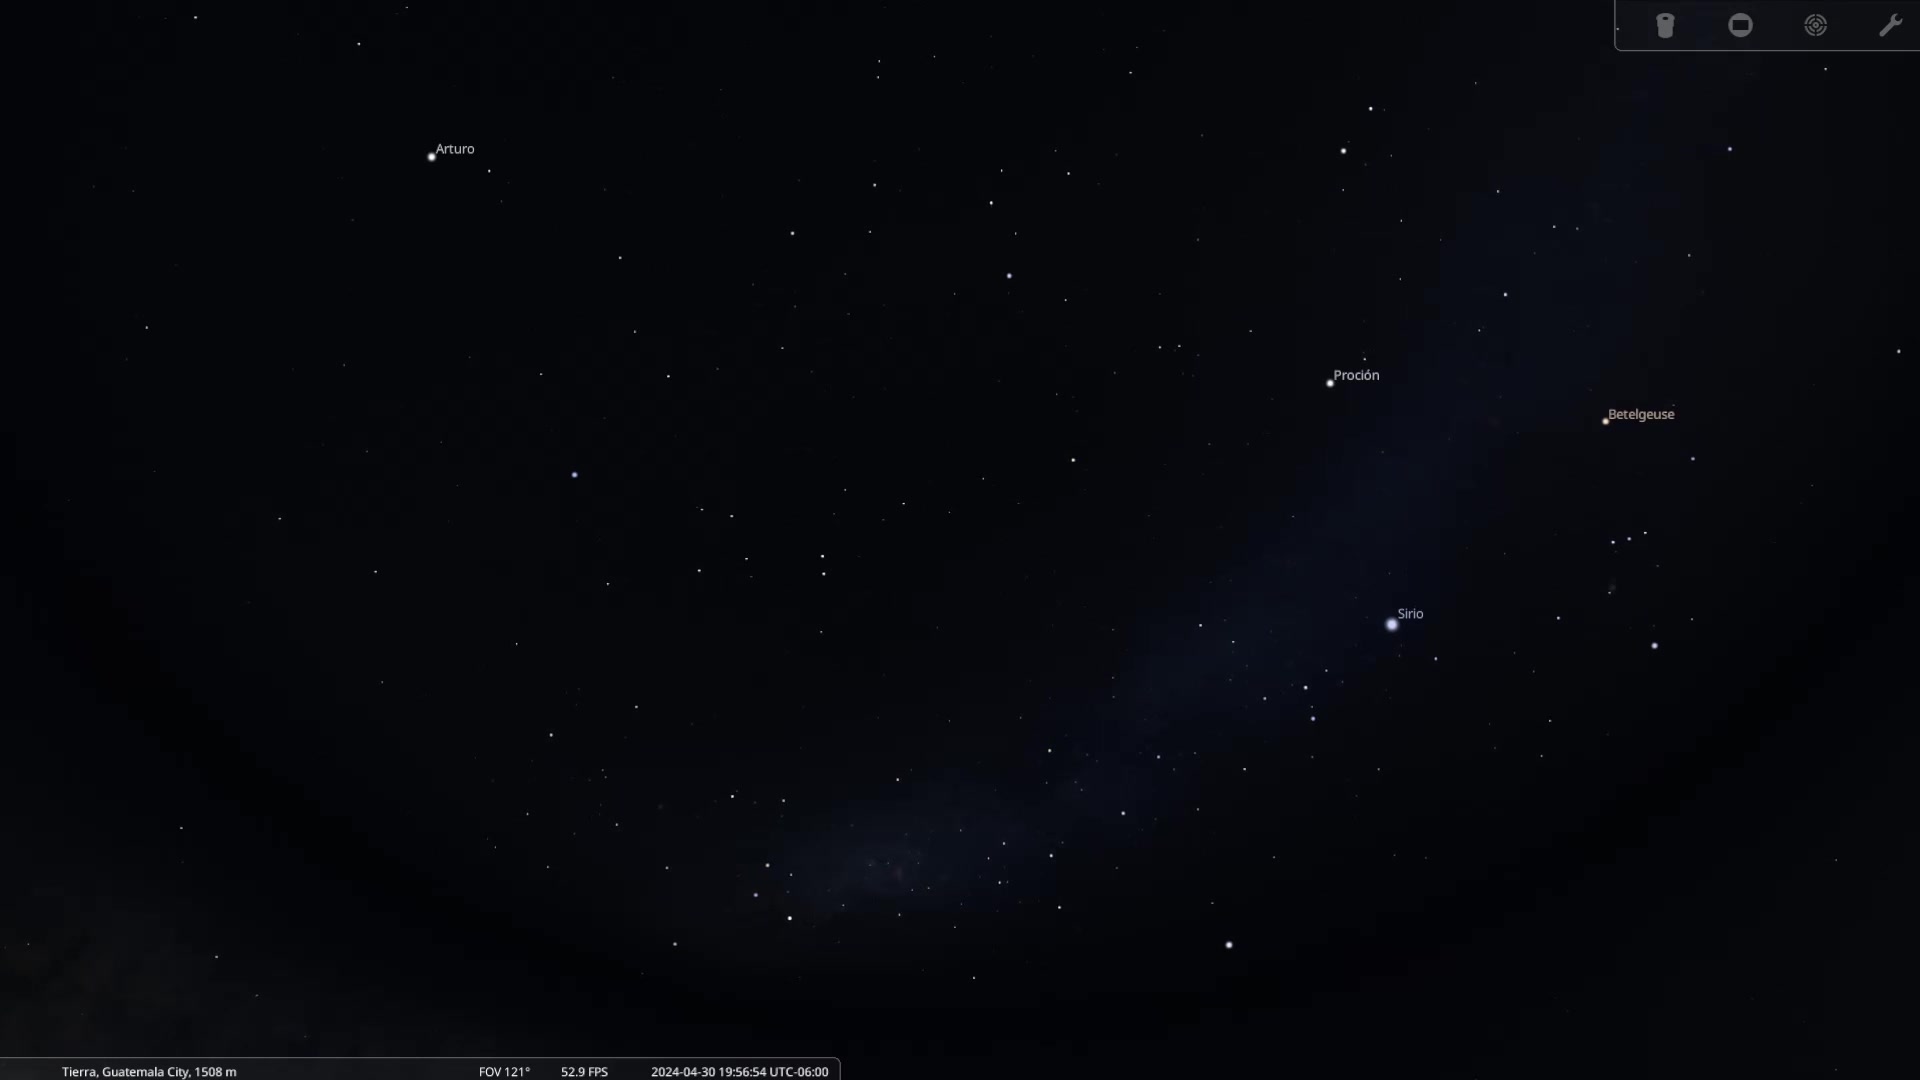 Arturo
Proción
Betelgeuse
Sirio
Tierra, Guatemala City, 1508 m FOV 121° 52.9 FPS 2024-04-30 19:56:54 UTC-06:00